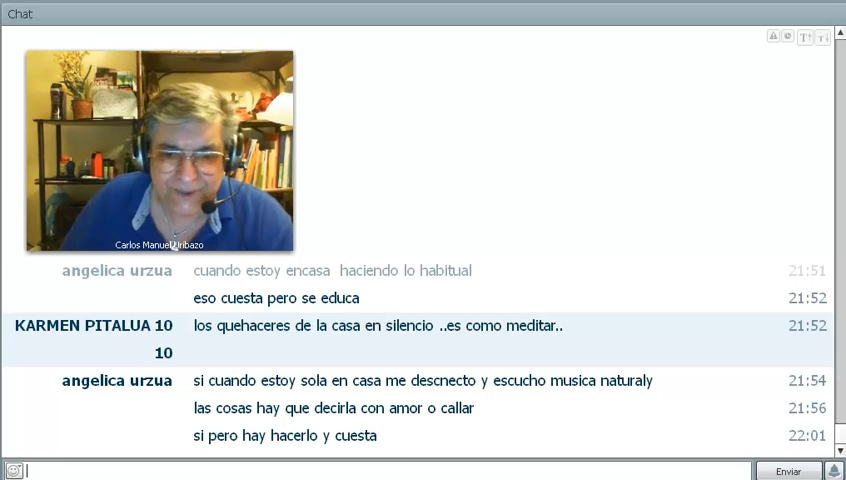 Chat
Carlos Manuel Uribazo
angelica urzua cuando estoy encasa haciendo lo habitual 21:51
eso cuesta pero se educa 21:52
KARMEN PITALUA 10 los quehaceres de la casa en silencio ..es como meditar.. 21:52
10
angelica urzua si cuando estoy sola en casa me descnecto y escucho musica naturaly 21:54
las cosas hay que decirla con amor o callar 21:56
si pero hay hacerlo y cuesta 22:01
Enviar